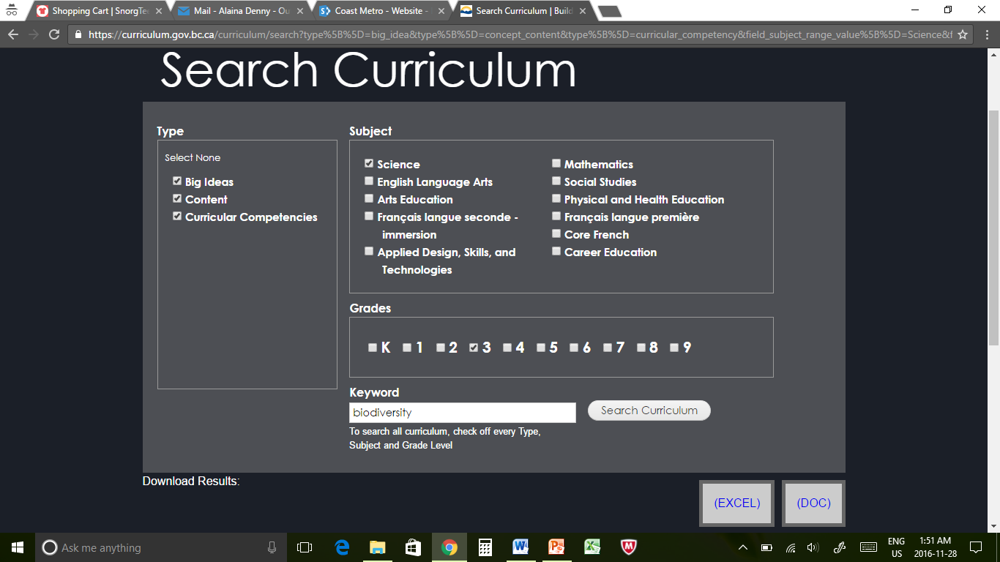 Shopping Cart | SnorgTee
Mail - Alaina Denny - Ou
Coast Metro - Website -
Search Curriculum | Build
https://curriculum.gov.bc.ca/curriculum/search?type%5B%5D=big_idea&type%5B%5D=concept_content&type%5B%5D=curricular_competency&field_subject_range_value%5B%5D=Science&f
Search Curriculum
Type
Select None
Big Ideas
Content
Curricular Competencies
Subject
Science
English Language Arts
Arts Education
Français langue seconde -
immersion
Applied Design, Skills, and
Technologies
Mathematics
Social Studies
Physical and Health Education
Français langue première
Core French
Career Education
Grades
K 1 2 3 4 5 6 7 8 9
Keyword
biodiversity
Search Curriculum
To search all curriculum, check off every Type,
Subject and Grade Level
Download Results:
(EXCEL)
(DOC)
Ask me anything
ENG
US
1:51 AM
2016-11-28